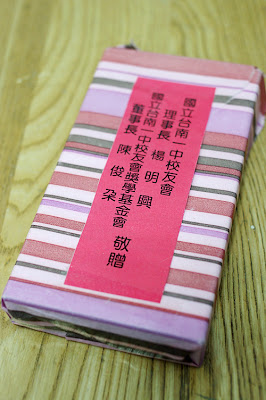 國立台南一中校友會
理事長 楊明興
國立台南一中校友會獎學基金會
董事長 陳俊朶
敬贈